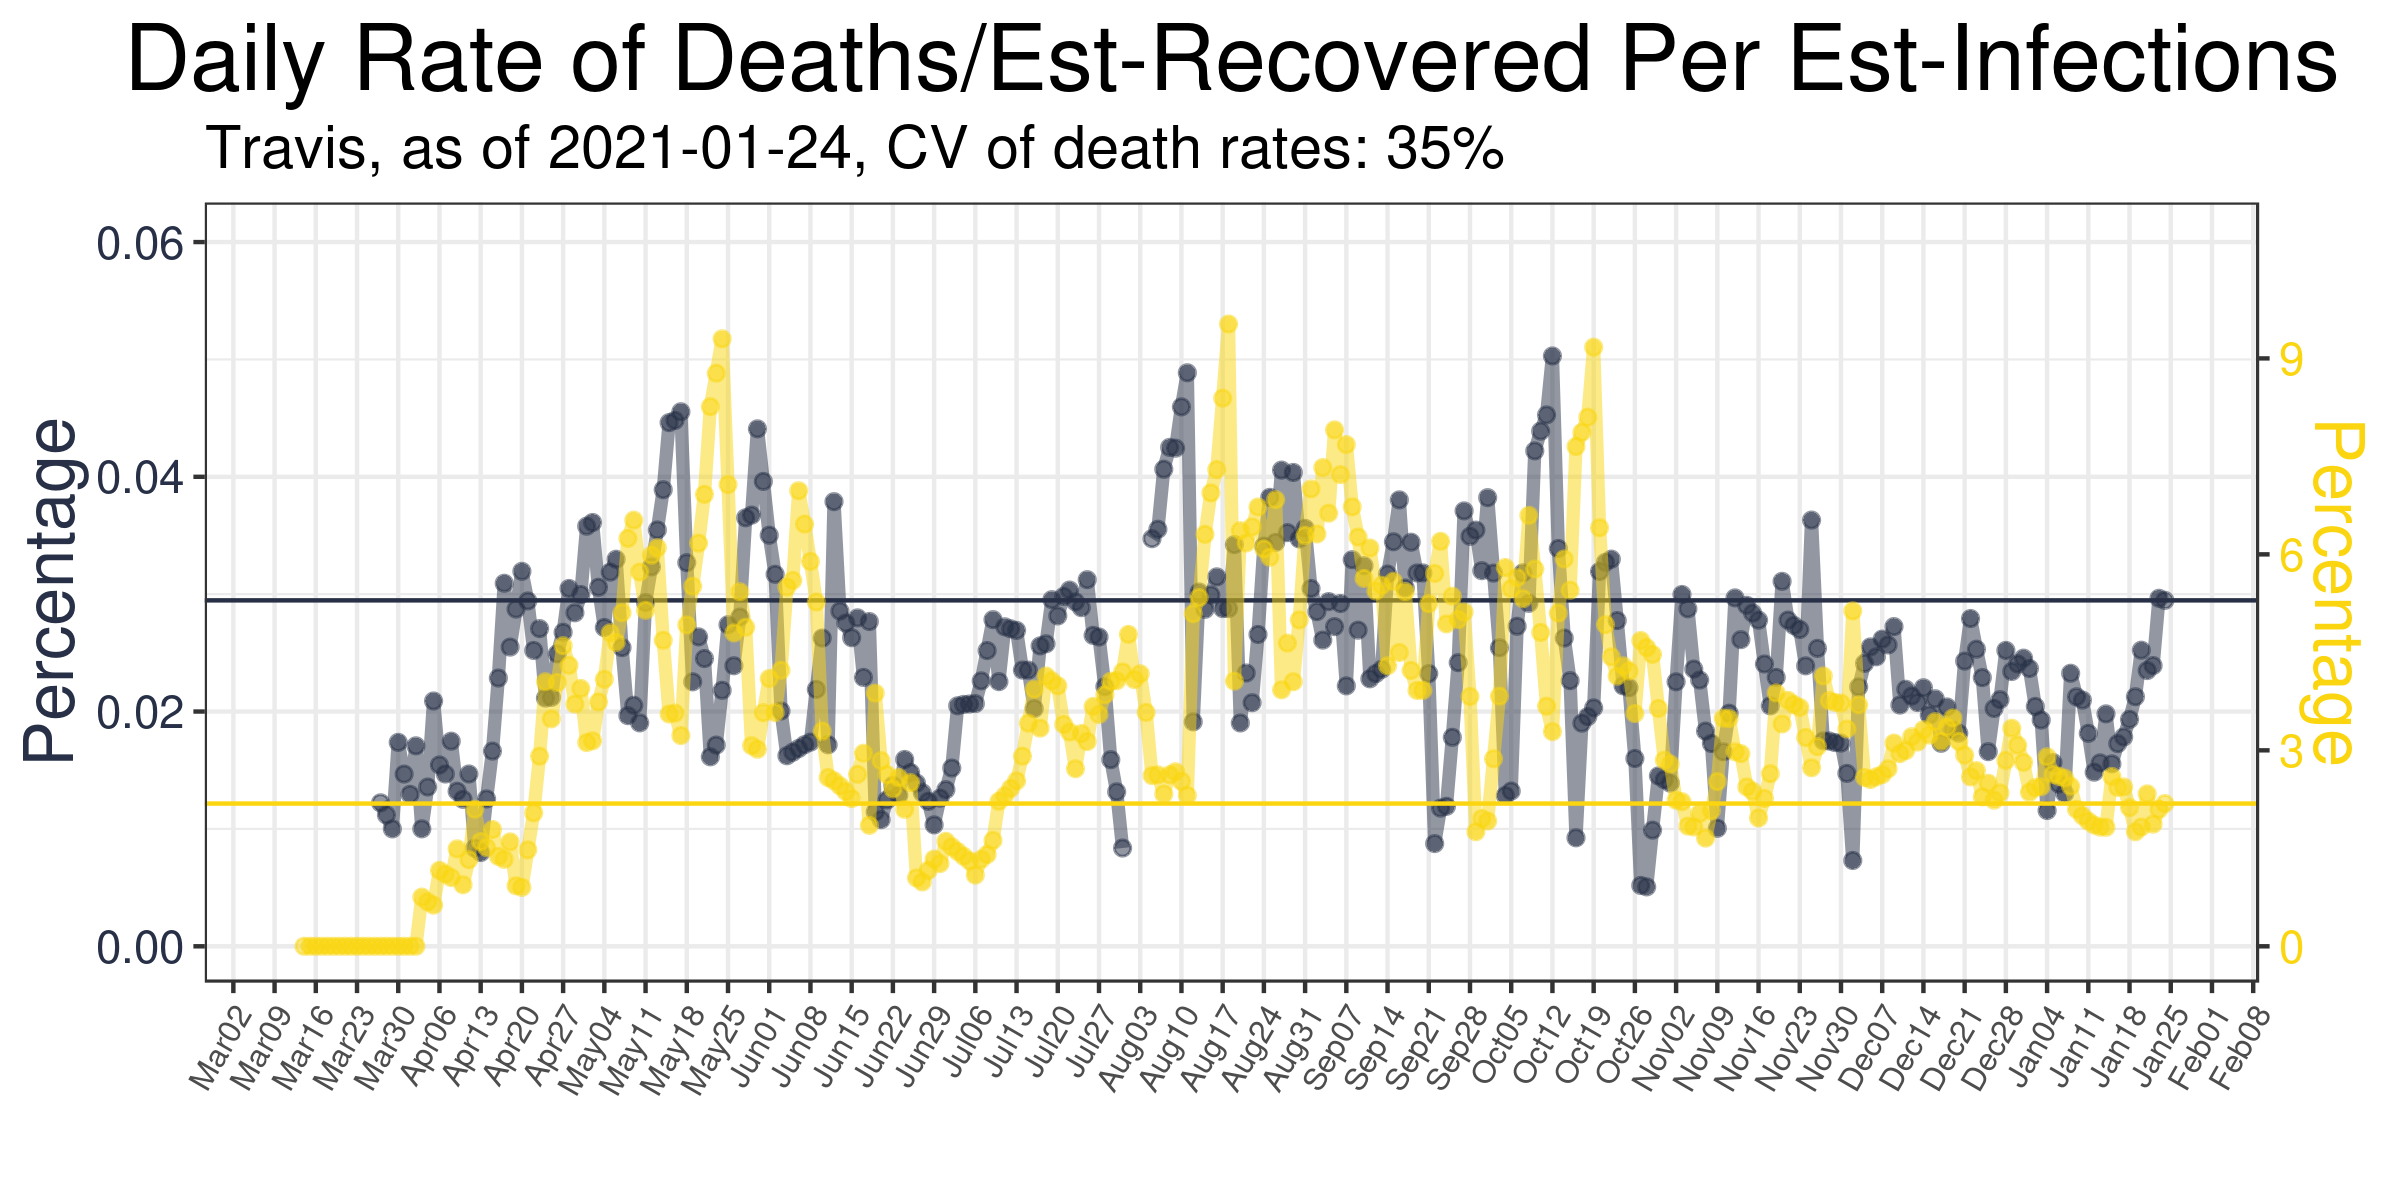 Daily Rate of Deaths/Est-Recovered Per Est-Infections
Travis, as of 2021-01-24, CV of death rates: 35%
Percentage
0.06
0.04
0.02
0.00
9
6
3
0
Percentage
Mar02 Mar09 Mar16 Mar23 Mar30 Apr06 Apr13 Apr20 Apr27 May04 May11 May18 May25 Jun01 Jun08 Jun15 Jun22 Jun29 Jul06 Jul13 Jul20 Jul27 Aug03 Aug10 Aug17 Aug24 Aug31 Sep07 Sep14 Sep21 Sep28 Oct05 Oct12 Oct19 Oct26 Nov02 Nov09 Nov16 Nov23 Nov30 Dec07 Dec14 Dec21 Dec28 Jan04 Jan11 Jan18 Jan25 Feb01 Feb08